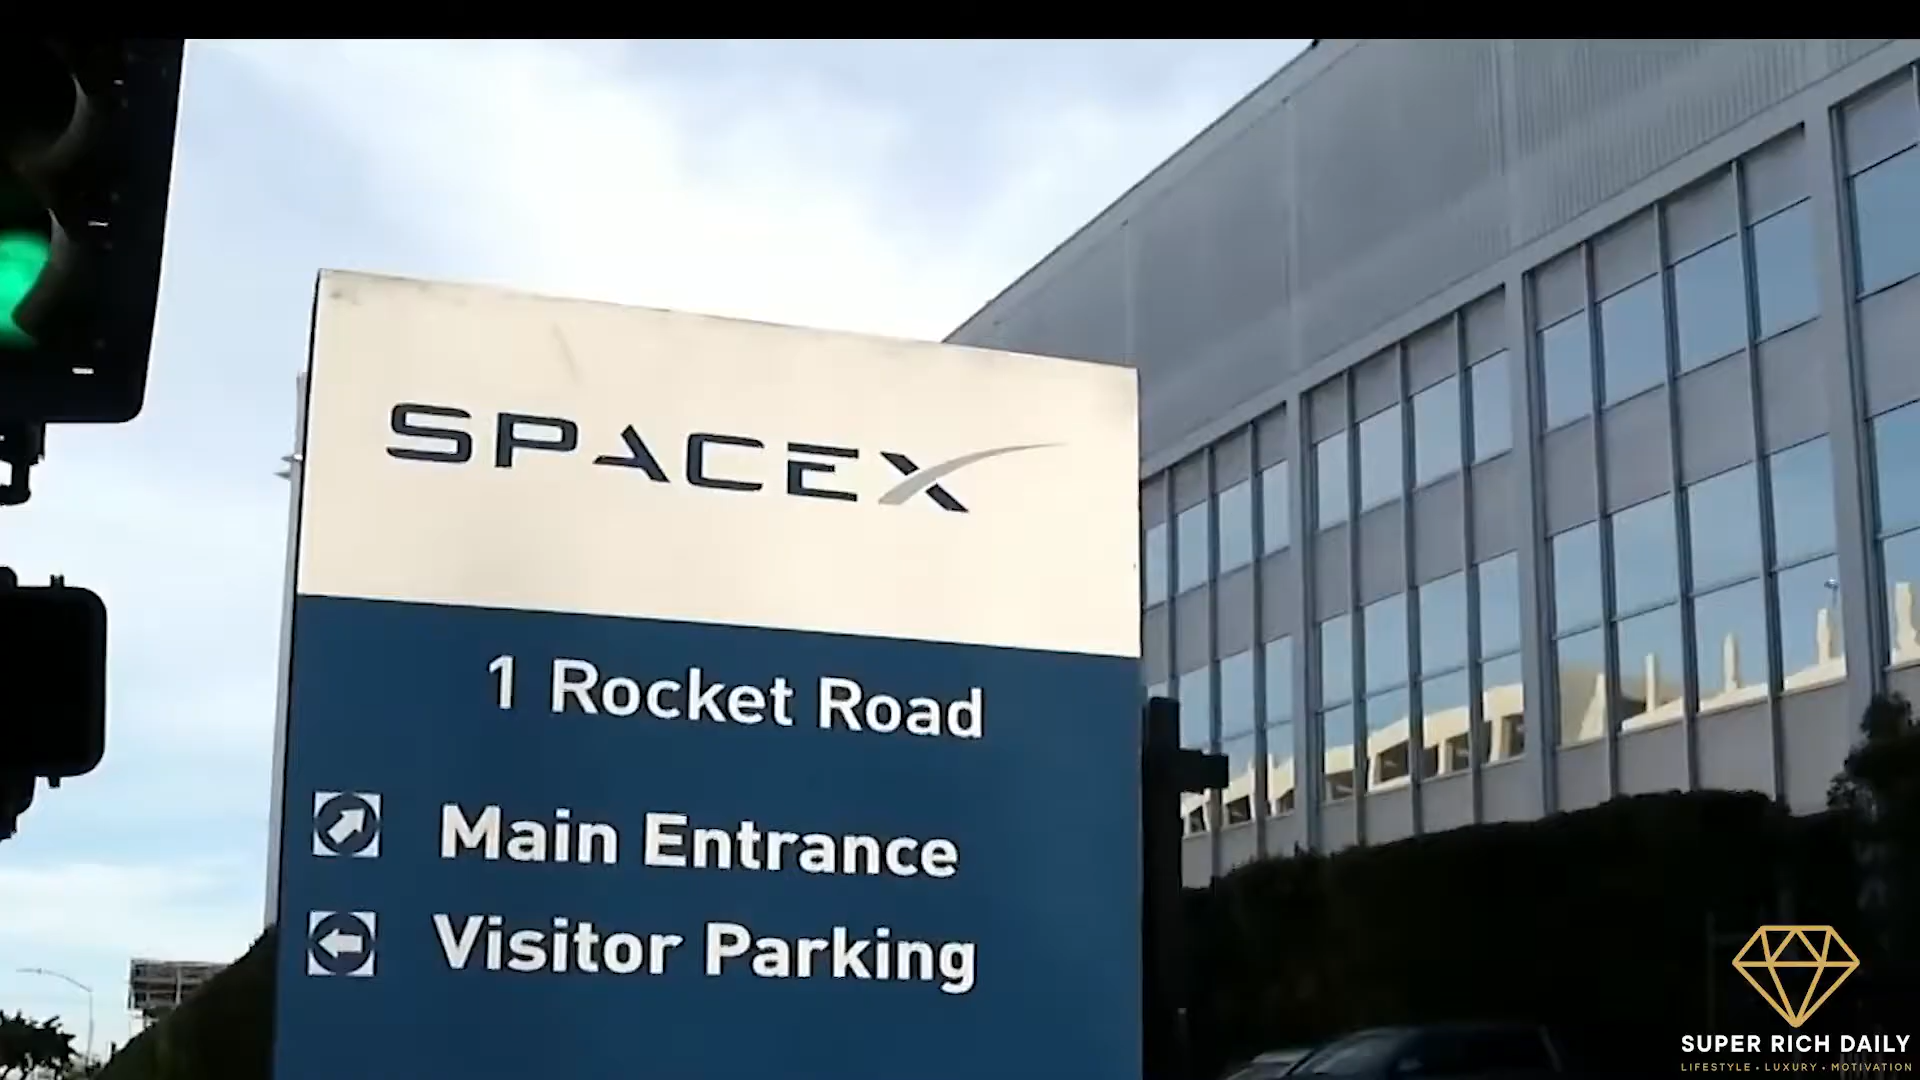 SPACEX
1 Rocket Road
Main Entrance
Visitor Parking
SUPER RICH DAILY
LIFESTYLE • LUXURY • MOTIVATION